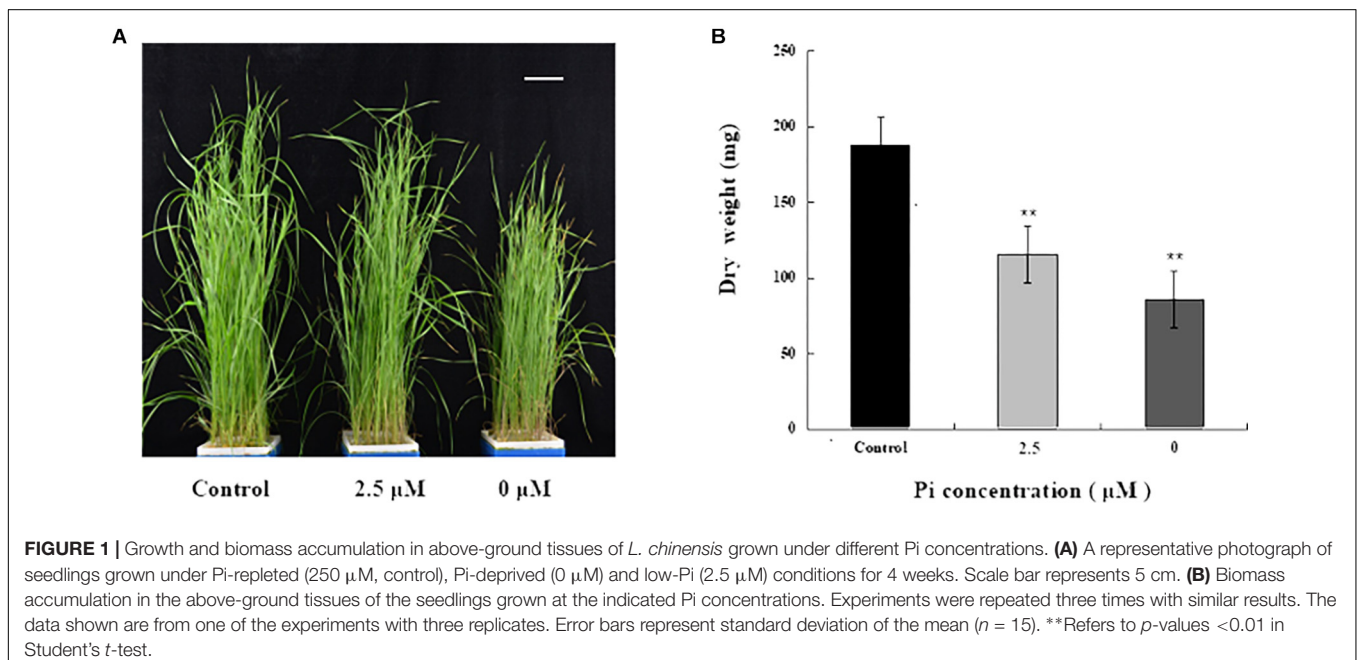 A
Control 2.5 μM 0 μM
B
250
200
150
100
50
0
Dry weight (mg)
**
**
Control 2.5 0
Pi concentration ( μM )
FIGURE 1 | Growth and biomass accumulation in above-ground tissues of L. chinensis grown under different Pi concentrations. (A) A representative photograph of
seedlings grown under Pi-repleted (250 μM, control), Pi-deprived (0 μM) and low-Pi (2.5 μM) conditions for 4 weeks. Scale bar represents 5 cm. (B) Biomass
accumulation in the above-ground tissues of the seedlings grown at the indicated Pi concentrations. Experiments were repeated three times with similar results. The
data shown are from one of the experiments with three replicates. Error bars represent standard deviation of the mean (n = 15). **Refers to p-values <0.01 in
Student's t-test.